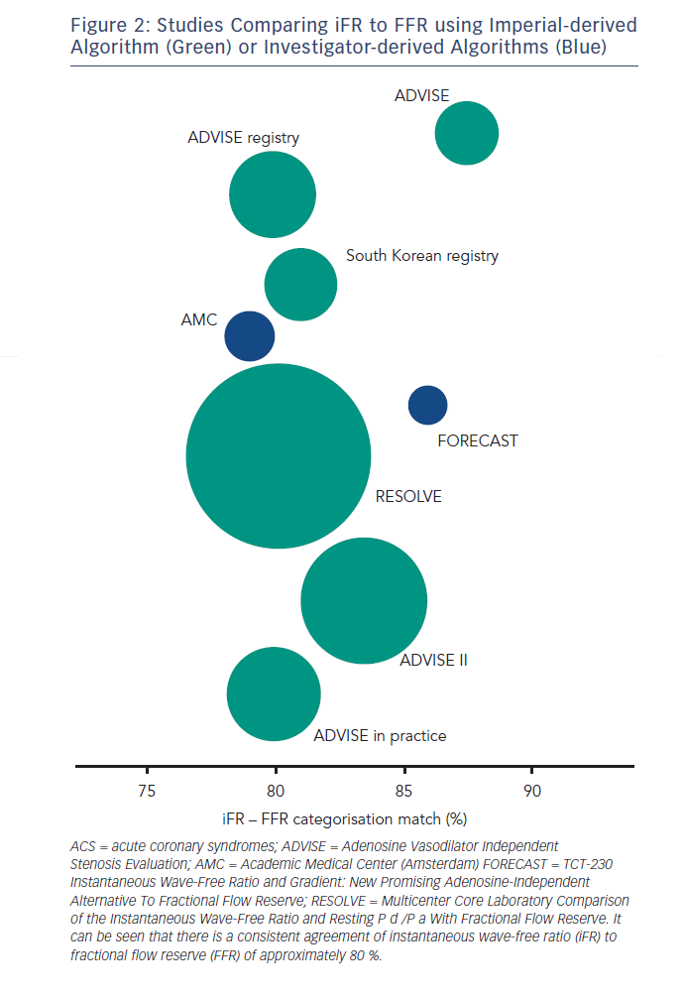 Figure 2: Studies Comparing iFR to FFR using Imperial-derived
Algorithm (Green) or Investigator-derived Algorithms (Blue)
ADVISE
ADVISE registry
South Korean registry
AMC
FORECAST
RESOLVE
ADVISE II
ADVISE in practice
75 80 85 90
iFR – FFR categorisation match (%)
ACS = acute coronary syndromes; ADVISE = Adenosine Vasodilator Independent
Stenosis Evaluation; AMC = Academic Medical Center (Amsterdam) FORECAST = TCT-230
Instantaneous Wave-Free Ratio and Gradient: New Promising Adenosine-Independent
Alternative To Fractional Flow Reserve; RESOLVE = Multicenter Core Laboratory Comparison
of the Instantaneous Wave-Free Ratio and Resting P d /P a With Fractional Flow Reserve. It
can be seen that there is a consistent agreement of instantaneous wave-free ratio (iFR) to
fractional flow reserve (FFR) of approximately 80 %.